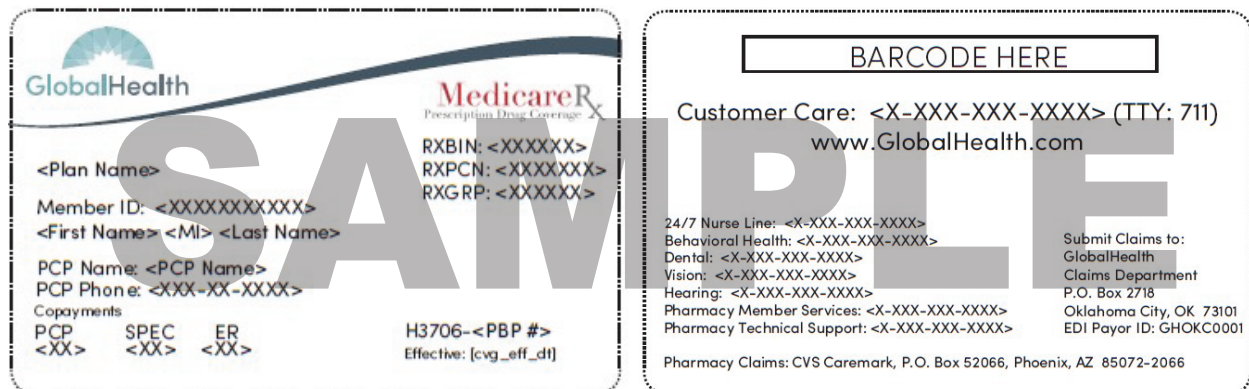 GlobalHealth
MedicareRx
Prescription Drug Coverage
RXBIN: <XXXXXX>
RXPCN: <XXXXXXX>
RXGRP: <XXXXXX>
<Plan Name>
Member ID: <XXXXXXXXXXX>
<First Name> <MI> <Last Name>
PCP Name: <PCP Name>
PCP Phone: <XXX-XX-XXXX>
Copayments
PCP SPEC ER
<XX> <XX> <XX>
H3706-<PBP #>
Effective: [cvg_eff_dt]
BARCODE HERE
Customer Care: <X-XXX-XXX-XXXX> (TTY: 711)
www.GlobalHealth.com
24/7 Nurse Line: <X-XXX-XXX-XXXX>
Behavioral Health: <X-XXX-XXX-XXXX>
Dental: <X-XXX-XXX-XXXX>
Vision: <X-XXX-XXX-XXXX>
Hearing: <X-XXX-XXX-XXXX>
Pharmacy Member Services: <X-XXX-XXX-XXXX>
Pharmacy Technical Support: <X-XXX-XXX-XXXX>
Submit Claims to:
GlobalHealth
Claims Department
P.O. Box 2718
Oklahoma City, OK 73101
EDI Payor ID: GHOKC0001
Pharmacy Claims: CVS Caremark, P.O. Box 52066, Phoenix, AZ 85072-2066
SAMPLE